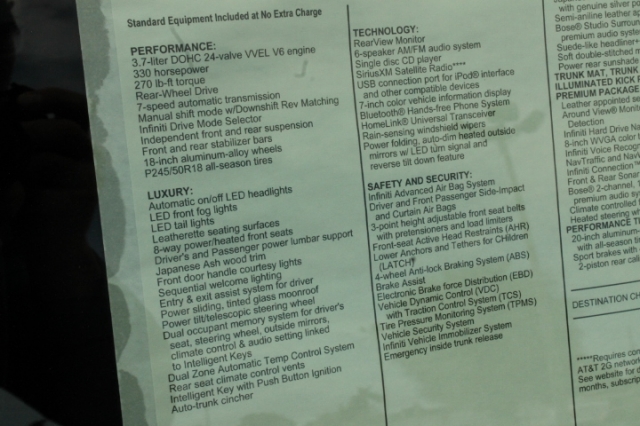 Standard Equipment Included at No Extra Charge
PERFORMANCE:
3.7-liter DOHC 24-valve VVEL V6 engine
330 horsepower
270 lb-ft torque
Rear-Wheel Drive
7-speed automatic transmission
Manual shift mode w/Downshift Rev Matching
Infiniti Drive Mode Selector
Independent front and rear suspension
Front and rear stabilizer bars
18-inch aluminum-alloy wheels
P245/50R18 all-season tires
LUXURY:
Automatic on/off LED headlights
LED front fog lights
LED tail lights
Leatherette seating surfaces
8-way power/heated front seats
Driver's and Passenger power lumbar support
Japanese Ash wood trim
Front door handle courtesy lights
Sequential welcome lighting
Entry & exit assist system for driver
Power sliding, tinted glass moonroof
Power tilt/telescopic steering wheel
Dual occupant memory system for driver's
seat, steering wheel, outside mirrors,
climate control & audio setting linked
to Intelligent Keys
Dual Zone Automatic Temp Control System
Rear seat climate control vents
Intelligent Key with Push Button Ignition
Auto-trunk cincher
TECHNOLOGY:
RearView Monitor
6-speaker AM/FM audio system
Single disc CD player
SiriusXM Satellite Radio****
USB connection port for iPod® interface
and other compatible devices
7-inch color vehicle information display
Bluetooth® Hands-free Phone System
HomeLink® Universal Transceiver
Rain-sensing windshield wipers
Power folding, auto-dim heated outside
mirrors w/ LED turn signal and
reverse tilt down feature
SAFETY AND SECURITY:
Infiniti Advanced Air Bag System
Driver and Front Passenger Side-impact
and Curtain Air Bags
3-point height adjustable front seat belts
with pretensioners and load limiters
Front-seat Active Head Restraints (AHR)
Lower Anchors and Tethers for CHildren
(LATCH)
4-wheel Anti-lock Braking System (ABS)
Brake Assist
Electronic Brake force Distribution (EBD)
Vehicle Dynamic Control (VDC)
with Traction Control System (TCS)
Tire Pressure Monitoring System (TPMS)
Vehicle Security System
Infiniti Vehicle Immobilizer System
Emergency inside trunk release
with genuine silver po
Semi-aniline leather ap
Bose® Studio Surroun
premium audio system
Suede-like headliner
Soft double-stitched m
Power rear sunshade
TRUNK MAT, TRUNK
ILLUMINATED KICK P
PREMIUM PACKAGE
Leather appointed se
Around View® Monit
Detection
Infiniti Hard Drive Na
8-inch WVGA color t
Infiniti Voice Recogn
NavTraffic and NavW
Infiniti Connection
Front & Rear Sonar
Bose® 2-channel,
premium audio sy
Climate controlled
Heated steering
PERFORMANCE TI
20-inch aluminum-
with all-season t
Sport brakes with
2-piston rear cali
DESTINATION CH
*****Requires con
AT&T 2G network
See website for d
months, subscript